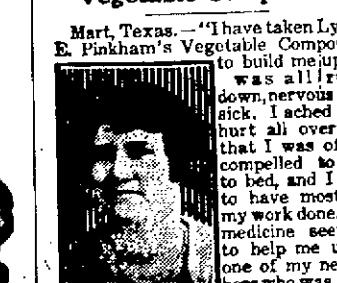 Mart, Texas.—"I have taken Ly
E. Pinkham's Vegetable Compo
to build me up
was all r
down, nervous
sick. I ached
hurt all over
that I was of
compelled to
to bed, and I
to have most
my work done.
medicine see
to help me u
one of my ne